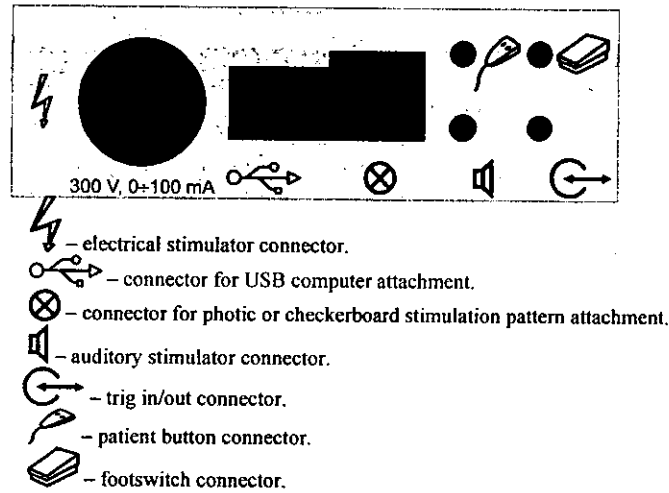 300 V, 0÷100 mA
– electrical stimulator connector.
– connector for USB computer attachment.
– connector for photic or checkerboard stimulation pattern attachment.
– auditory stimulator connector.
– trig in/out connector.
– patient button connector.
– footswitch connector.